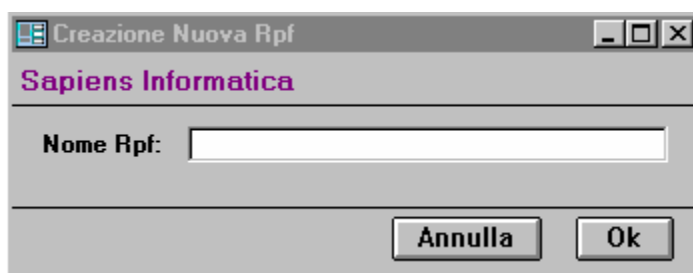 Creazione Nuova Rpf
Sapiens Informatica
Nome Rpf:
Annulla Ok